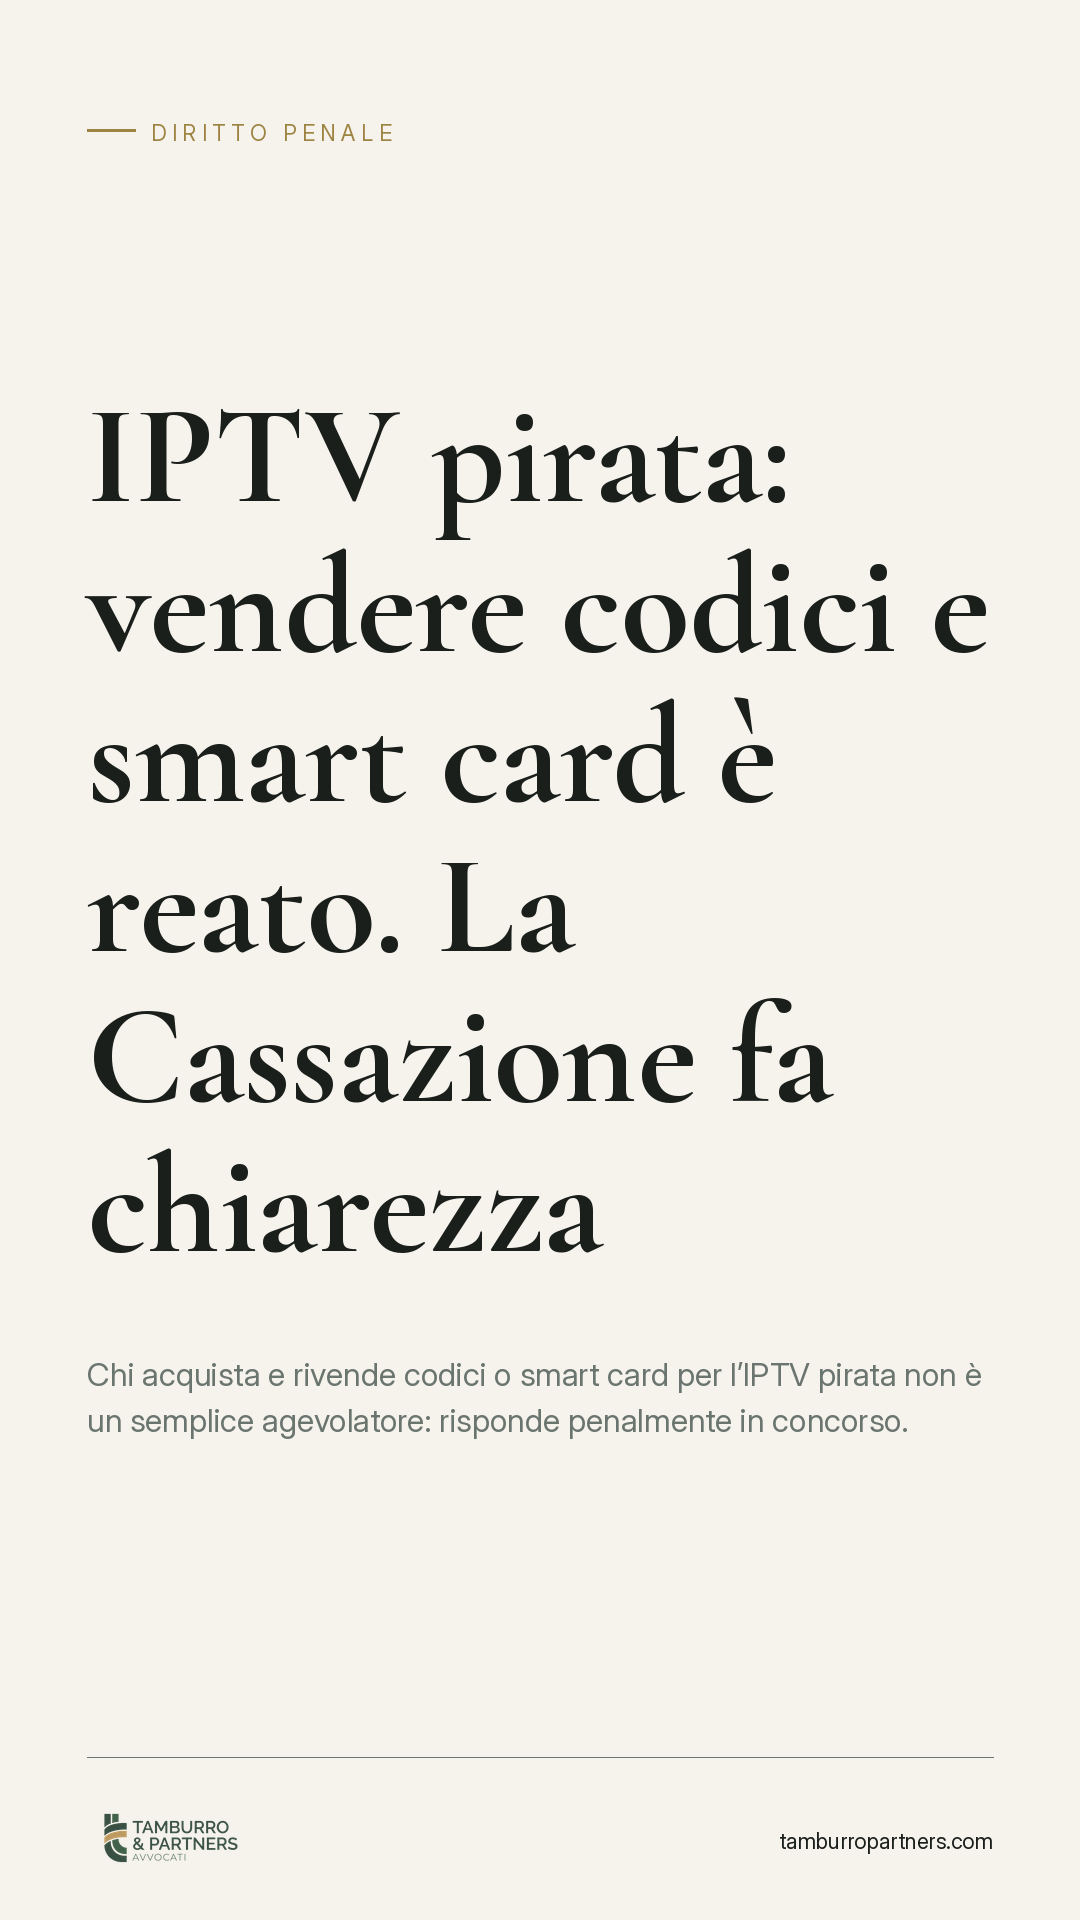 DIRITTO PENALE
IPTV pirata:
vendere codici e
smart card è
reato. La
Cassazione fa
chiarezza
Chi acquista e rivende codici o smart card per l’IPTV pirata non è
un semplice agevolatore: risponde penalmente in concorso.
TAMBURRO
& PARTNERS
AVVOCATI
tamburropartners.com